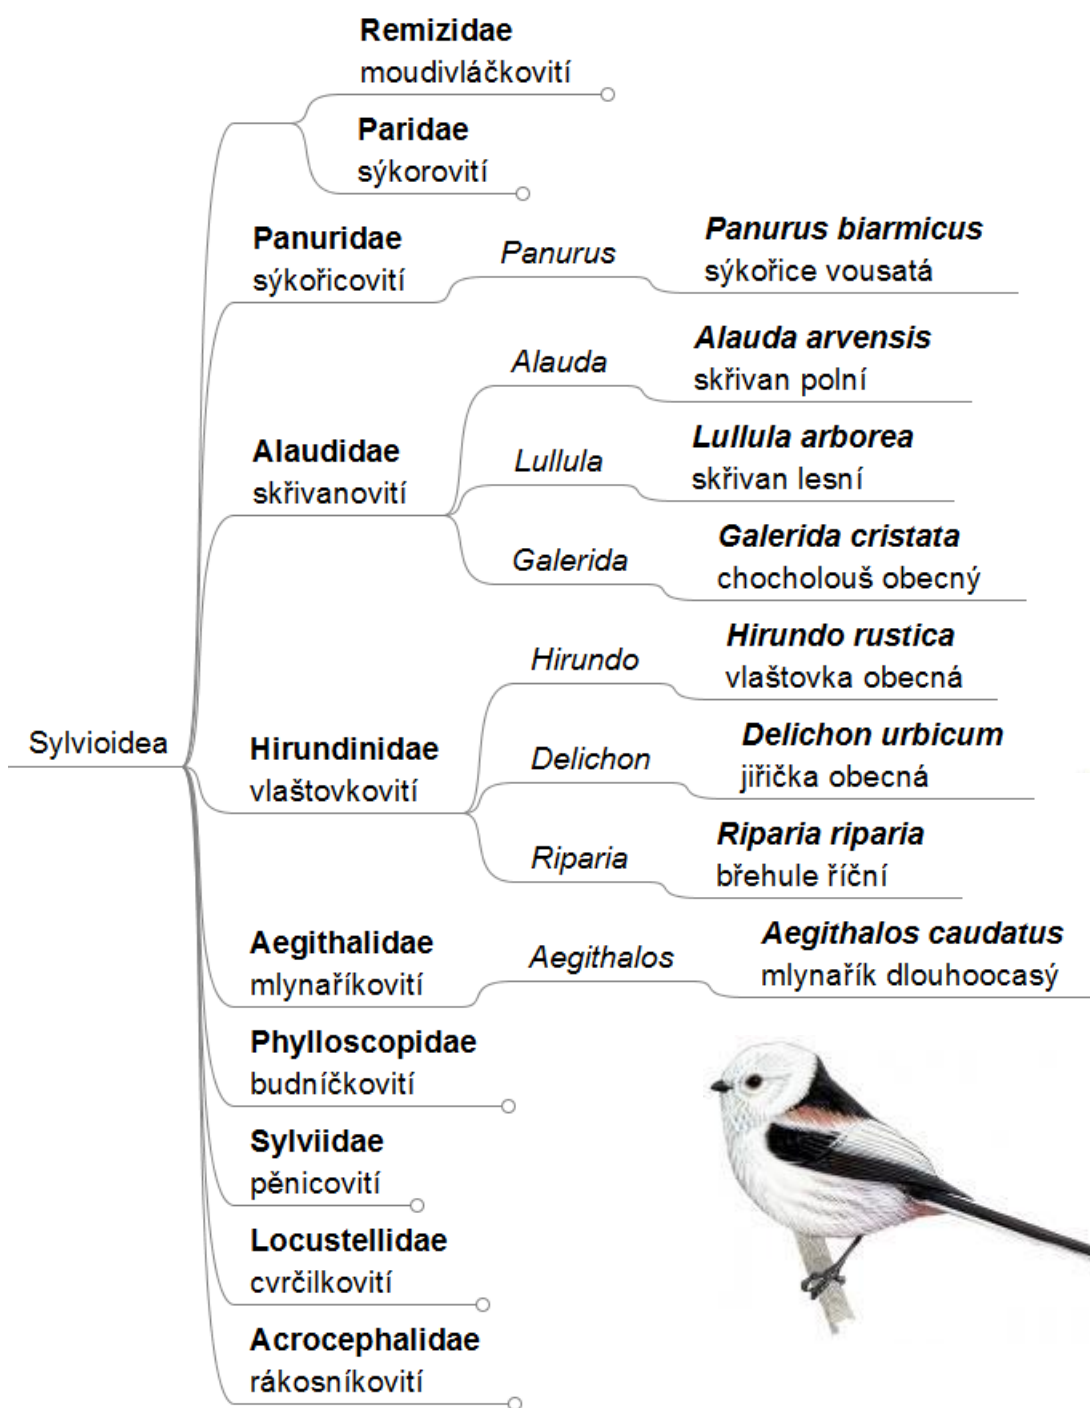 Remizidae
moudivláčkovití
Paridae
sýkorovití
Panuridae
sýkořicovití
Panurus
Panurus biarmicus
sýkořice vousatá
Alaudidae
skřivanovití
Alauda
Alauda arvensis
skřivan polní
Lullula
Lullula arborea
skřivan lesní
Galerida
Galerida cristata
chocholouš obecný
Sylvioidea
Hirundinidae
vlaštovkovití
Hirundo
Hirundo rustica
vlaštovka obecná
Delichon
Delichon urbicum
jiřička obecná
Riparia
Riparia riparia
břehule říční
Aegithalidae
mlynaříkovití
Aegithalos
Aegithalos caudatus
mlynařík dlouhoocasý
Phylloscopidae
budníčkovití
Sylviidae
pěnicovití
Locustellidae
cvrčilkovití
Acrocephalidae
rákosníkovití